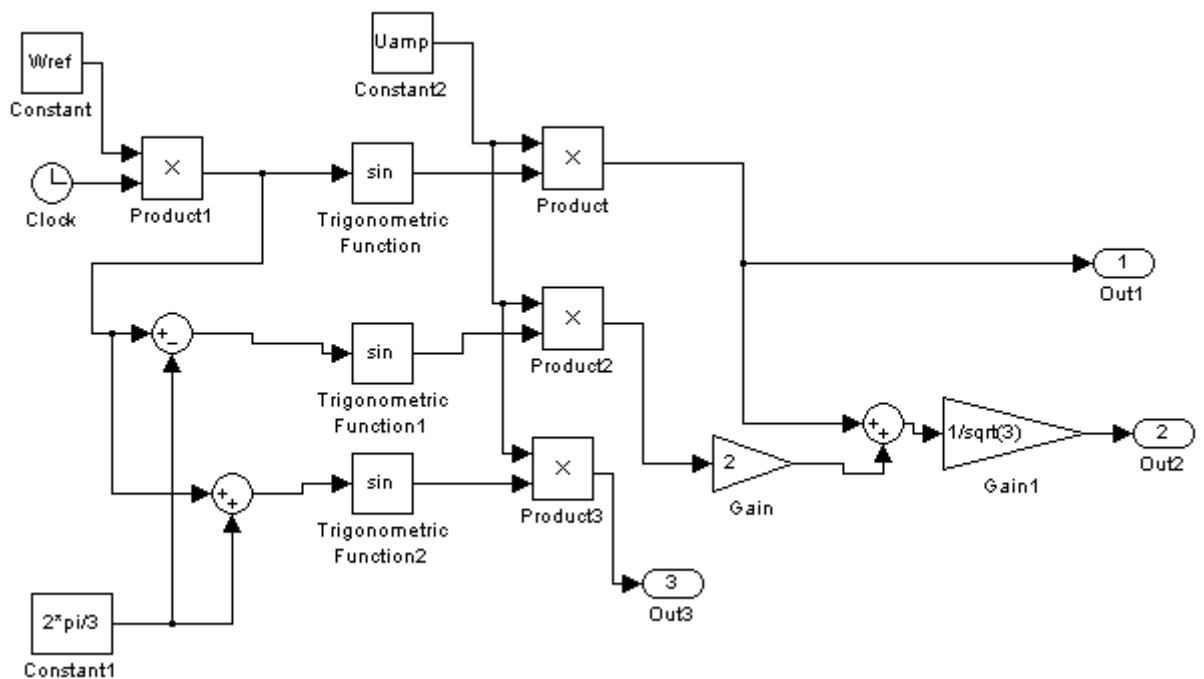 Wref
Constant
Uamp
Constant2
×
Product1
Clock
sin
Trigonometric
Function
×
Product
1
Out1
+
−
sin
Trigonometric
Function1
×
Product2
+
+
sin
Trigonometric
Function2
×
Product3
2
Gain
+
+
1/sqrt(3)
Gain1
2
Out2
3
Out3
2*pi/3
Constant1